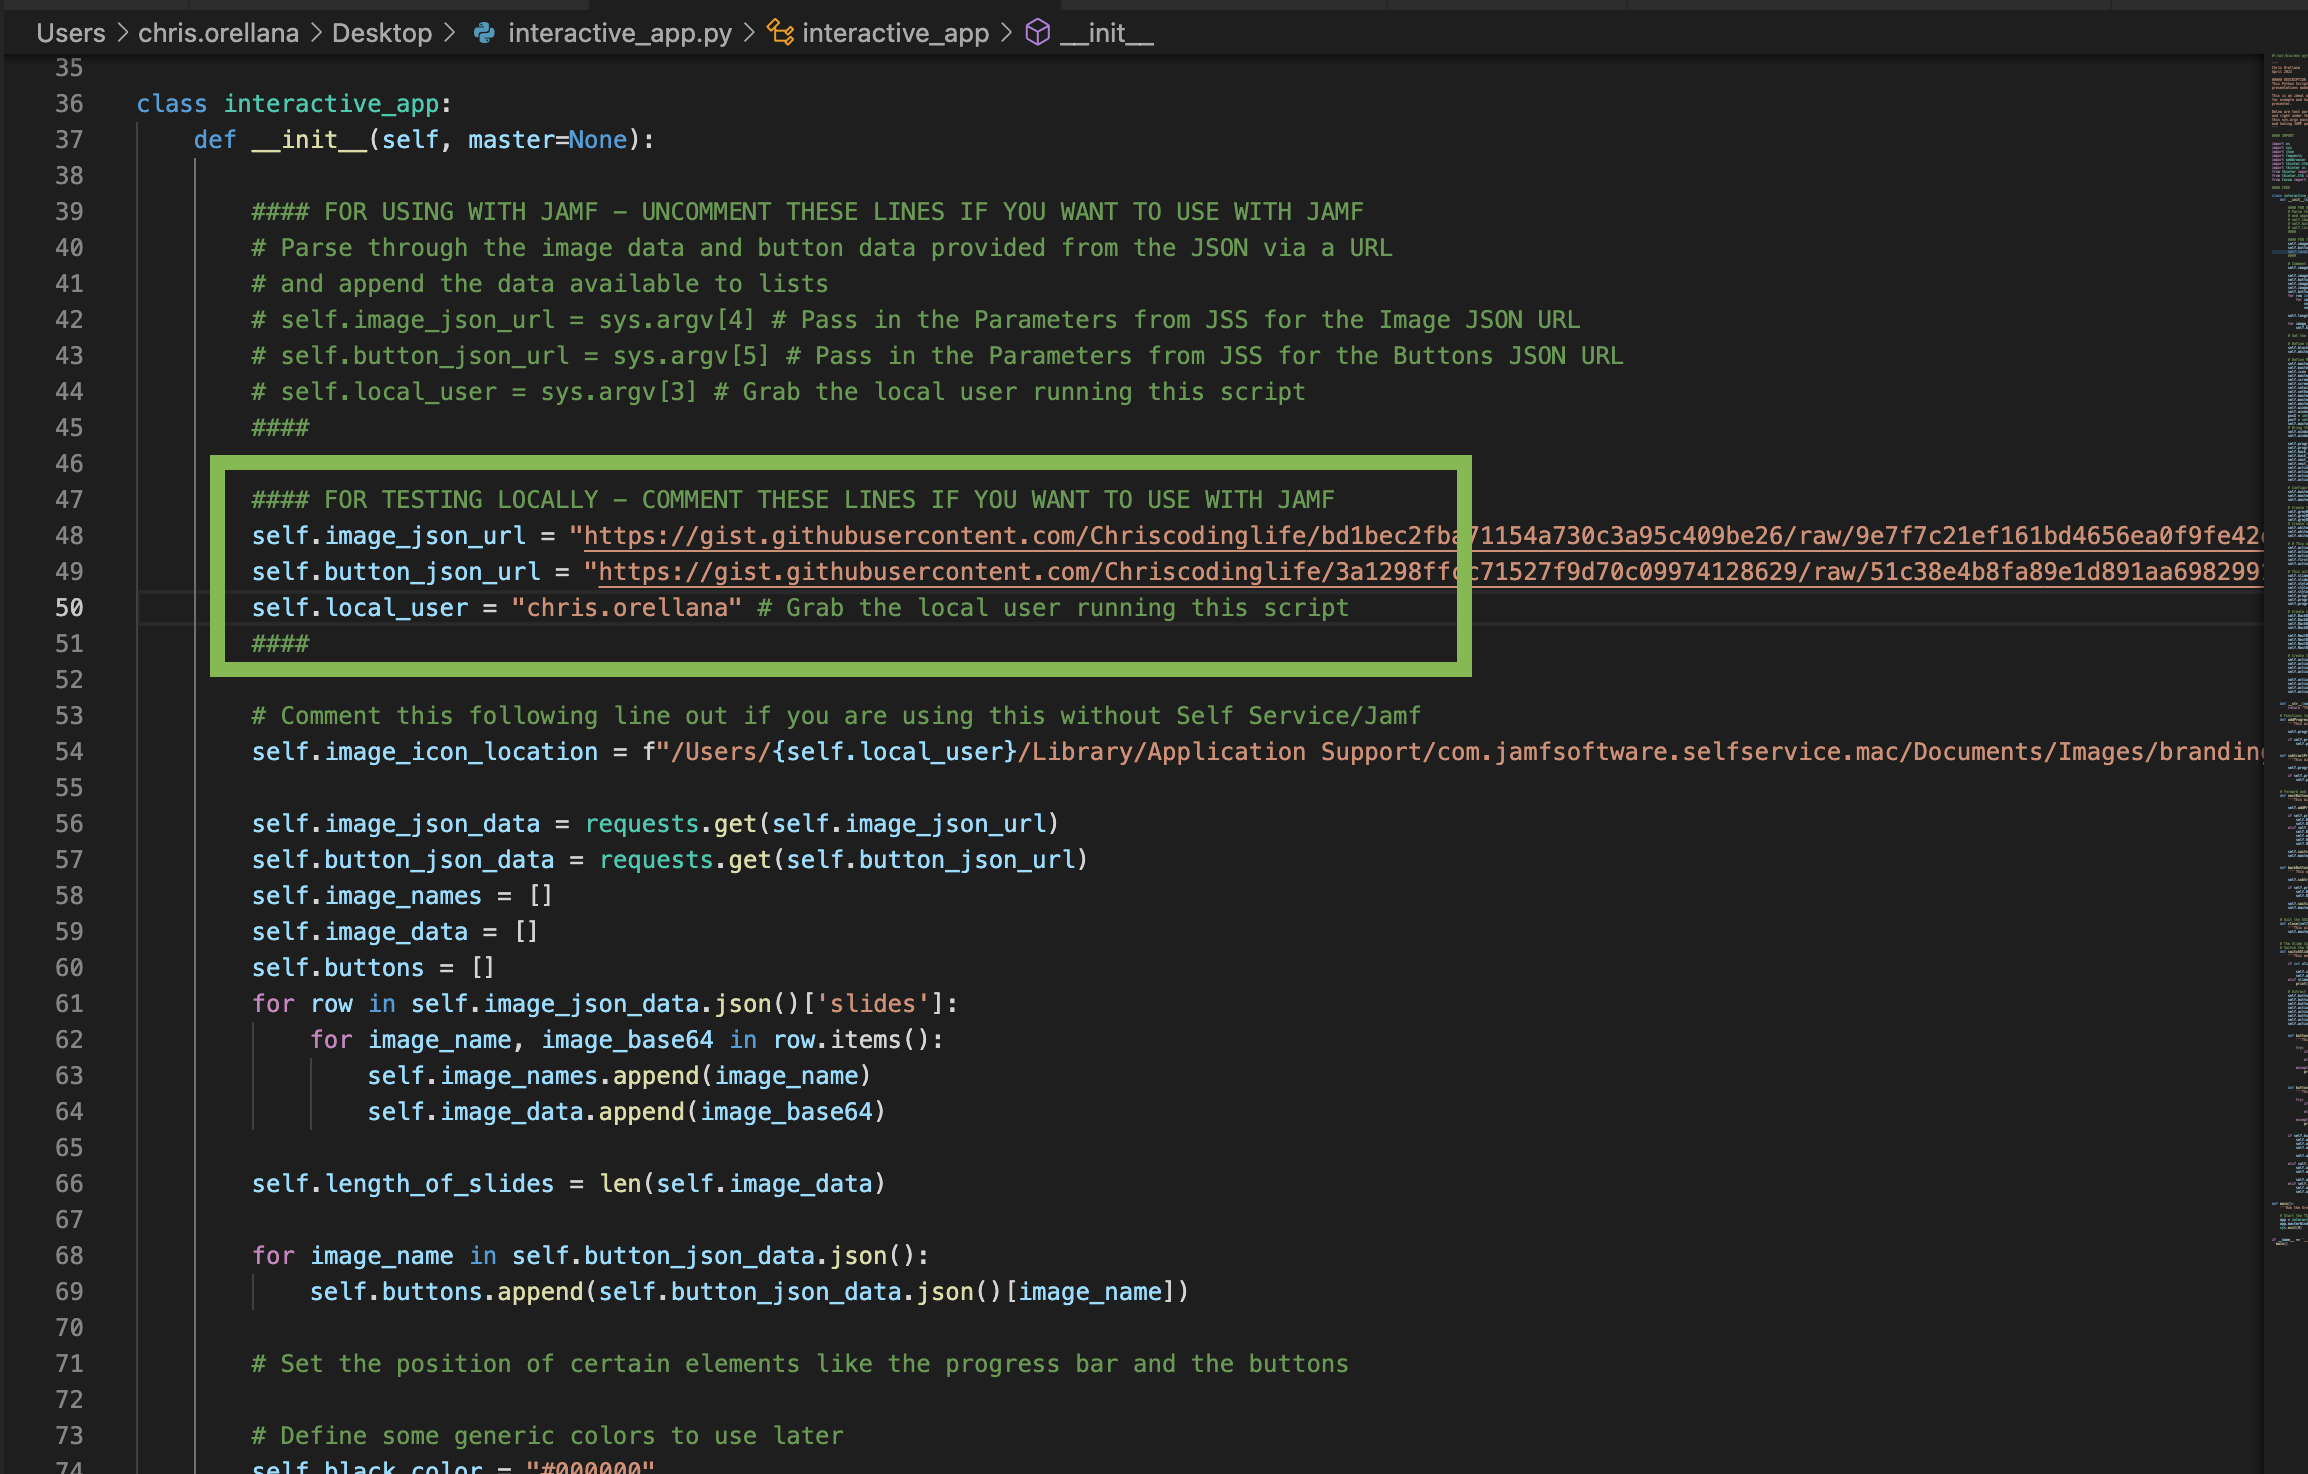 Users > chris.orellana > Desktop > interactive_app.py > interactive_app > __init__
35
36 class interactive_app:
37 def __init__(self, master=None):
38
39 #### FOR USING WITH JAMF - UNCOMMENT THESE LINES IF YOU WANT TO USE WITH JAMF
40 # Parse through the image data and button data provided from the JSON via a URL
41 # and append the data available to lists
42 # self.image_json_url = sys.argv[4] # Pass in the Parameters from JSS for the Image JSON URL
43 # self.button_json_url = sys.argv[5] # Pass in the Parameters from JSS for the Buttons JSON URL
44 # self.local_user = sys.argv[3] # Grab the local user running this script
45 ####
46
47 #### FOR TESTING LOCALLY - COMMENT THESE LINES IF YOU WANT TO USE WITH JAMF
48 self.image_json_url = "https://gist.githubusercontent.com/Chriscodinglife/bd1bec2fba71154a730c3a95c409be26/raw/9e7f7c21ef161bd4656ea0f9fe42
49 self.button_json_url = "https://gist.githubusercontent.com/Chriscodinglife/3a1298ffcc71527f9d70c09974128629/raw/51c38e4b8fa89e1d891aa698299
50 self.local_user = "chris.orellana" # Grab the local user running this script
51 ####
52
53 # Comment this following line out if you are using this without Self Service/Jamf
54 self.image_icon_location = f"/Users/{self.local_user}/Library/Application Support/com.jamfsoftware.selfservice.mac/Documents/Images/branding
55
56 self.image_json_data = requests.get(self.image_json_url)
57 self.button_json_data = requests.get(self.button_json_url)
58 self.image_names = []
59 self.image_data = []
60 self.buttons = []
61 for row in self.image_json_data.json()['slides']:
62 for image_name, image_base64 in row.items():
63 self.image_names.append(image_name)
64 self.image_data.append(image_base64)
65
66 self.length_of_slides = len(self.image_data)
67
68 for image_name in self.button_json_data.json():
69 self.buttons.append(self.button_json_data.json()[image_name])
70
71 # Set the position of certain elements like the progress bar and the buttons
72
73 # Define some generic colors to use later
74 self.black_color = "#000000"